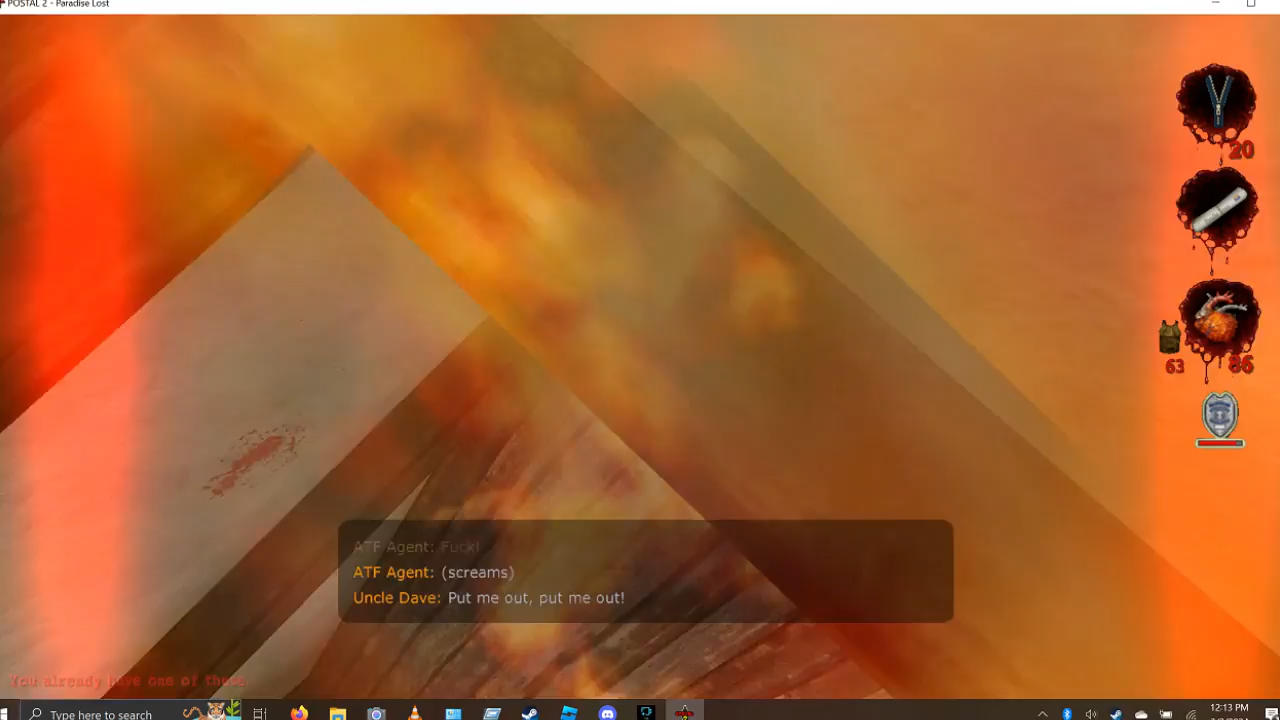 POSTAL 2 - Paradise Lost
20
63
86
ATF Agent: Fuck!
ATF Agent: (screams)
Uncle Dave: Put me out, put me out!
You already have one of these
Type here to search
12:13 PM